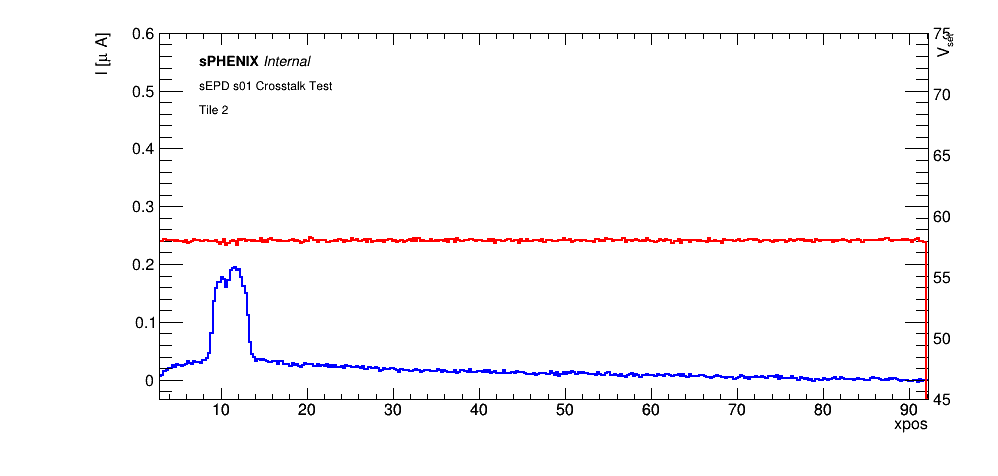 I [μ A]
0.6
0.5
0.4
0.3
0.2
0.1
0
sPHENIX Internal
sEPD s01 Crosstalk Test
Tile 2
75
V_set
70
65
60
55
50
45
10 20 30 40 50 60 70 80 90
xpos